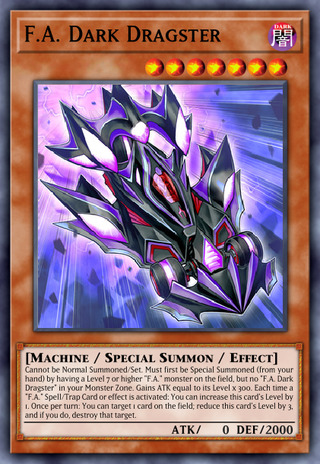 F.A. Dark Dragster
DARK
闇
[Machine / Special Summon / Effect]
Cannot be Normal Summoned/Set. Must first be Special Summoned (from your
hand) by having a Level 7 or higher "F.A." monster on the field, but no "F.A. Dark
Dragster" in your Monster Zone. Gains ATK equal to its Level x 300. Each time a
"F.A." Spell/Trap Card or effect is activated: You can increase this card's Level by
1. Once per turn: You can target 1 card on the field; reduce this card's Level by 3,
and if you do, destroy that target.
ATK/ 0 DEF/2000